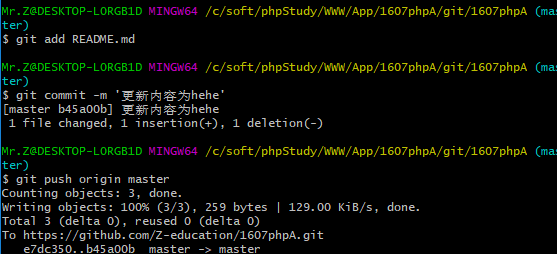 Mr.Z@DESKTOP-LORGB1D MINGW64 /c/soft/phpStudy/WWW/App/1607phpA/git/1607phpA (mas
ter)
$ git add README.md
Mr.Z@DESKTOP-LORGB1D MINGW64 /c/soft/phpStudy/WWW/App/1607phpA/git/1607phpA (mas
ter)
$ git commit -m '更新内容为hehe'
[master b45a00b] 更新内容为hehe
 1 file changed, 1 insertion(+), 1 deletion(-)
Mr.Z@DESKTOP-LORGB1D MINGW64 /c/soft/phpStudy/WWW/App/1607phpA/git/1607phpA (mas
ter)
$ git push origin master
Counting objects: 3, done.
Writing objects: 100% (3/3), 259 bytes | 129.00 KiB/s, done.
Total 3 (delta 0), reused 0 (delta 0)
To https://github.com/Z-education/1607phpA.git
   e7dc350..b45a00b  master -> master